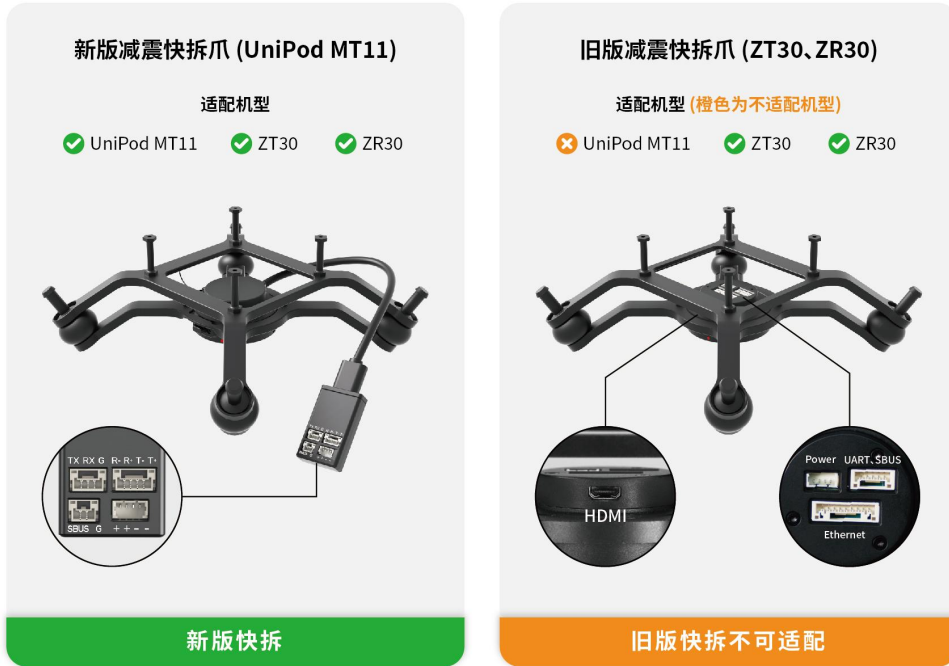 新版减震快拆爪 (UniPod MT11)
适配机型
UniPod MT11 ZT30 ZR30
TX RX G R- R+ T- T+
SBUS G + + - -
新版快拆
旧版减震快拆爪 (ZT30、ZR30)
适配机型 (橙色为不适配机型)
UniPod MT11 ZT30 ZR30
HDMI
Power UART、SBUS
Ethernet
旧版快拆不可适配